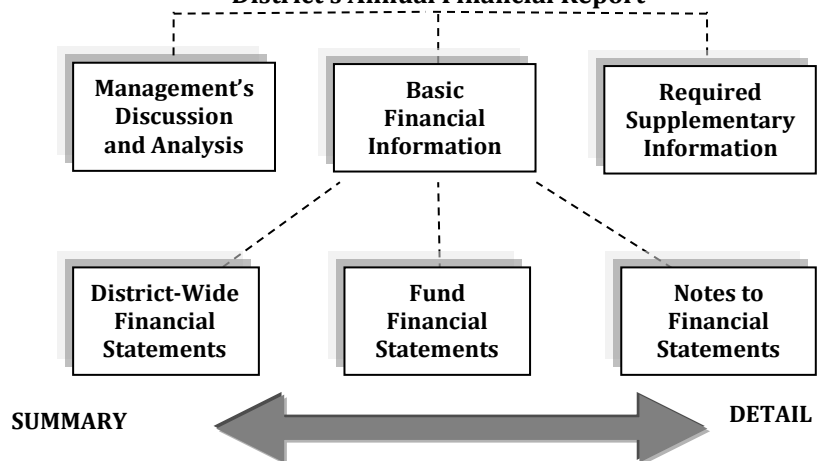 District's Annual Financial Report
Management's
Discussion
and Analysis
Basic
Financial
Information
Required
Supplementary
Information
District-Wide
Financial
Statements
Fund
Financial
Statements
Notes to
Financial
Statements
SUMMARY
DETAIL